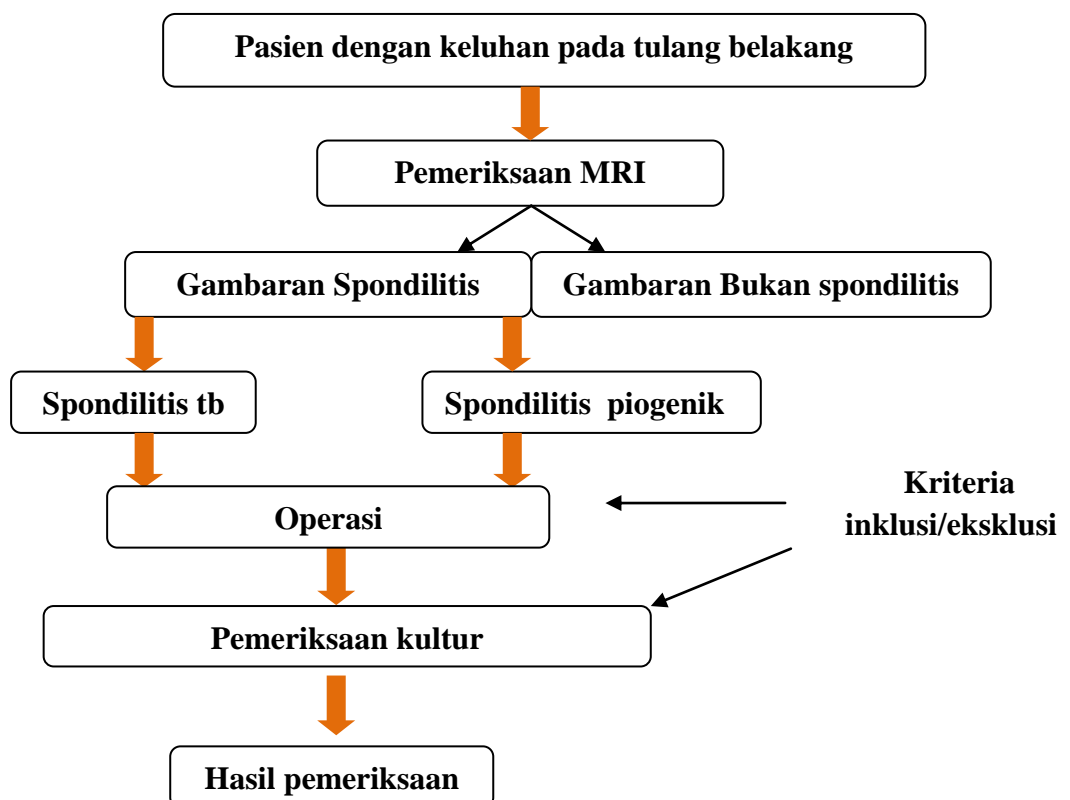 Pasien dengan keluhan pada tulang belakang
Pemeriksaan MRI
Gambaran Spondilitis
Gambaran Bukan spondilitis
Spondilitis tb
Spondilitis piogenik
Kriteria
inklusi/eksklusi
Operasi
Pemeriksaan kultur
Hasil pemeriksaan